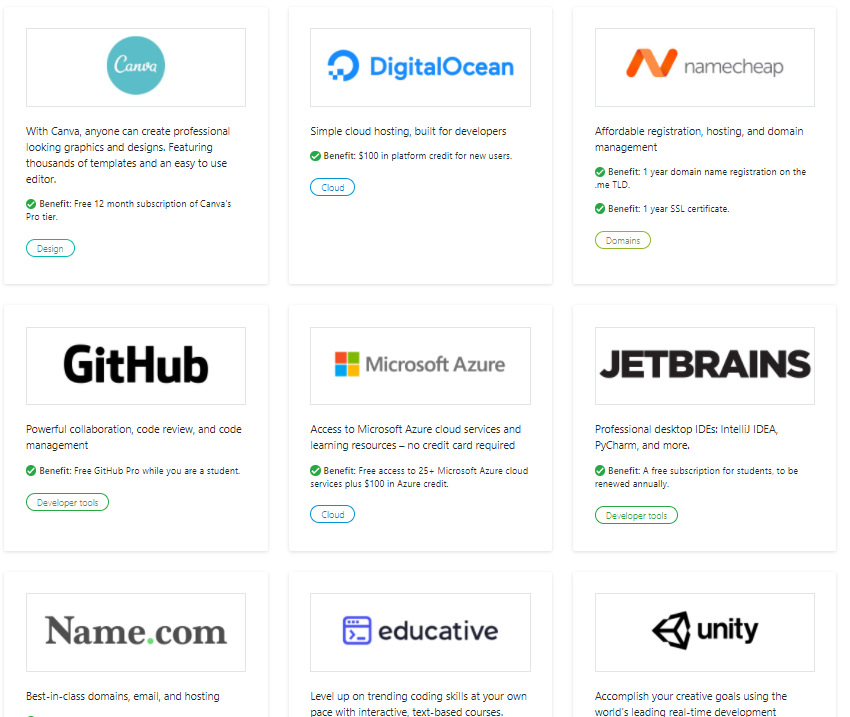 Canva
With Canva, anyone can create professional
looking graphics and designs. Featuring
thousands of templates and an easy to use
editor.
Benefit: Free 12 month subscription of Canva's
Pro tier.
Design
DigitalOcean
Simple cloud hosting, built for developers
Benefit: $100 in platform credit for new users.
Cloud
namecheap
Affordable registration, hosting, and domain
management
Benefit: 1 year domain name registration on the
.me TLD.
Benefit: 1 year SSL certificate.
Domains
GitHub
Powerful collaboration, code review, and code
management
Benefit: Free GitHub Pro while you are a student.
Developer tools
Microsoft Azure
Access to Microsoft Azure cloud services and
learning resources – no credit card required
Benefit: Free access to 25+ Microsoft Azure cloud
services plus $100 in Azure credit.
Cloud
JETBRAINS
Professional desktop IDEs: IntelliJ IDEA,
PyCharm, and more.
Benefit: A free subscription for students, to be
renewed annually.
Developer tools
Name.com
Best-in-class domains, email, and hosting
educative
Level up on trending coding skills at your own
pace with interactive, text-based courses.
unity
Accomplish your creative goals using the
world's leading real-time development